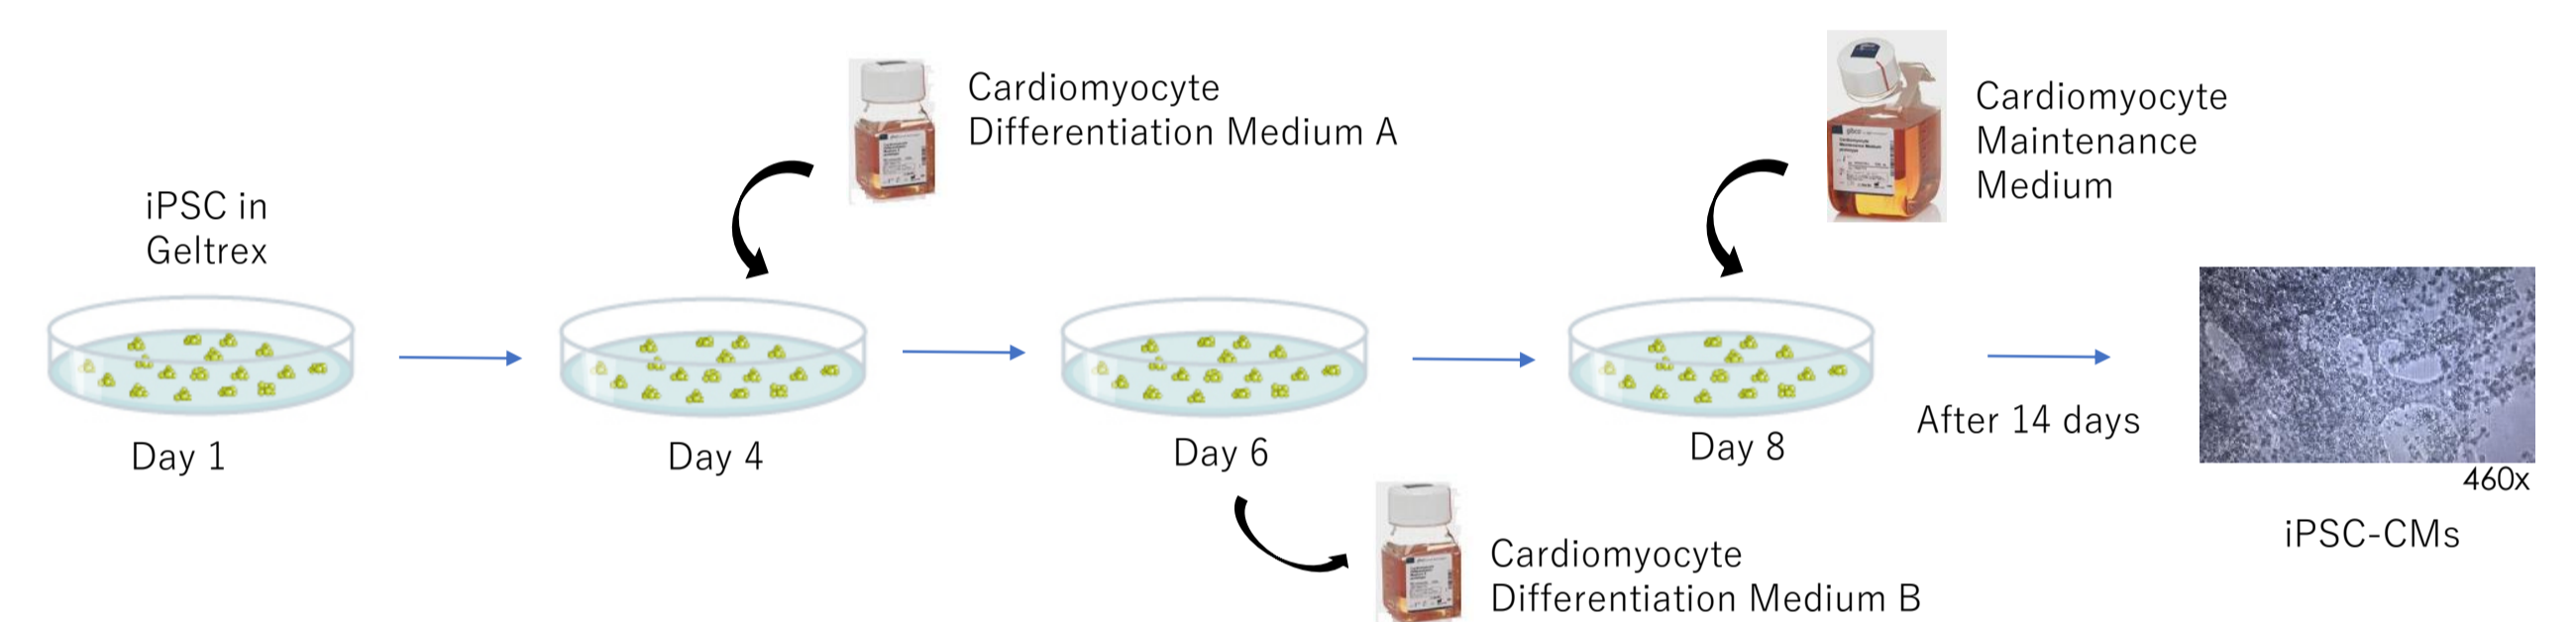 iPSC in
Geltrex
Day 1
Cardiomyocyte
Differentiation Medium A
Day 4
Day 6
Cardiomyocyte
Differentiation Medium B
Cardiomyocyte
Maintenance
Medium
Day 8
After 14 days
460x
iPSC-CMs
gibco